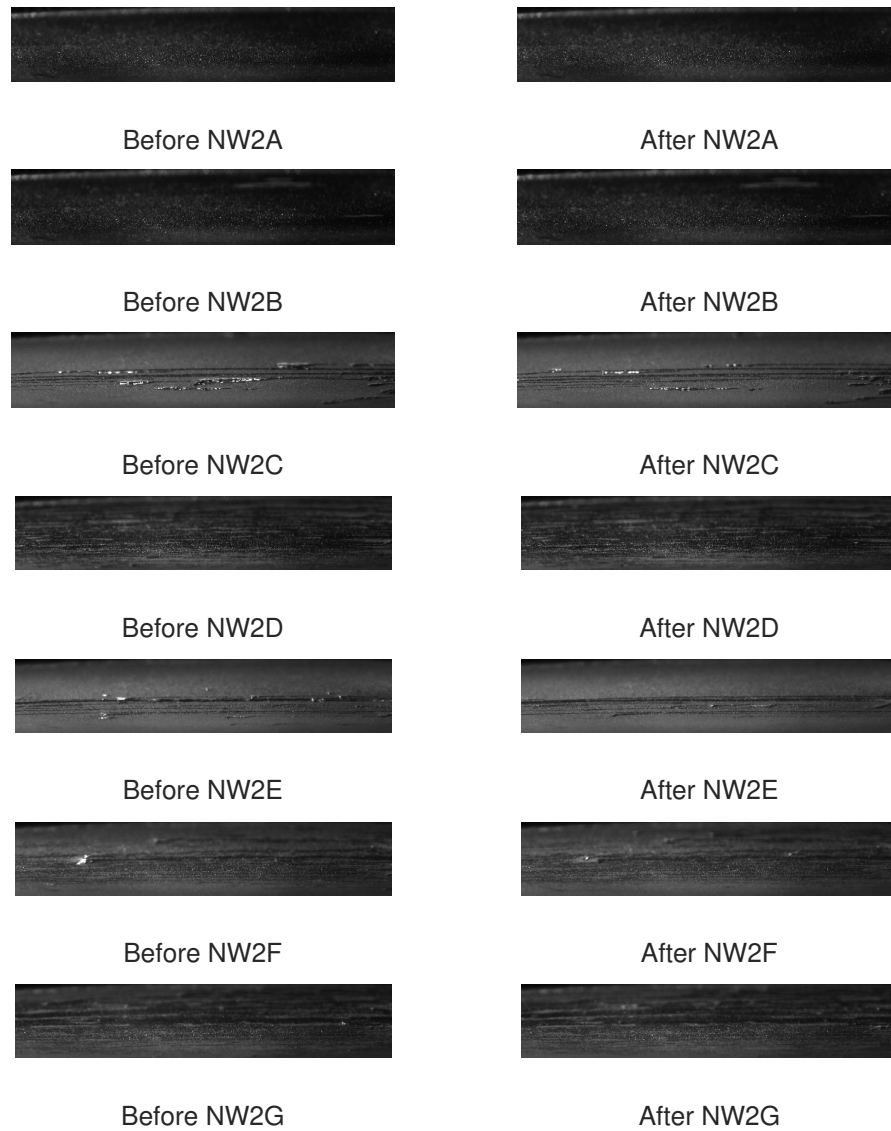 Before NW2A
After NW2A
Before NW2B
After NW2B
Before NW2C
After NW2C
Before NW2D
After NW2D
Before NW2E
After NW2E
Before NW2F
After NW2F
Before NW2G
After NW2G